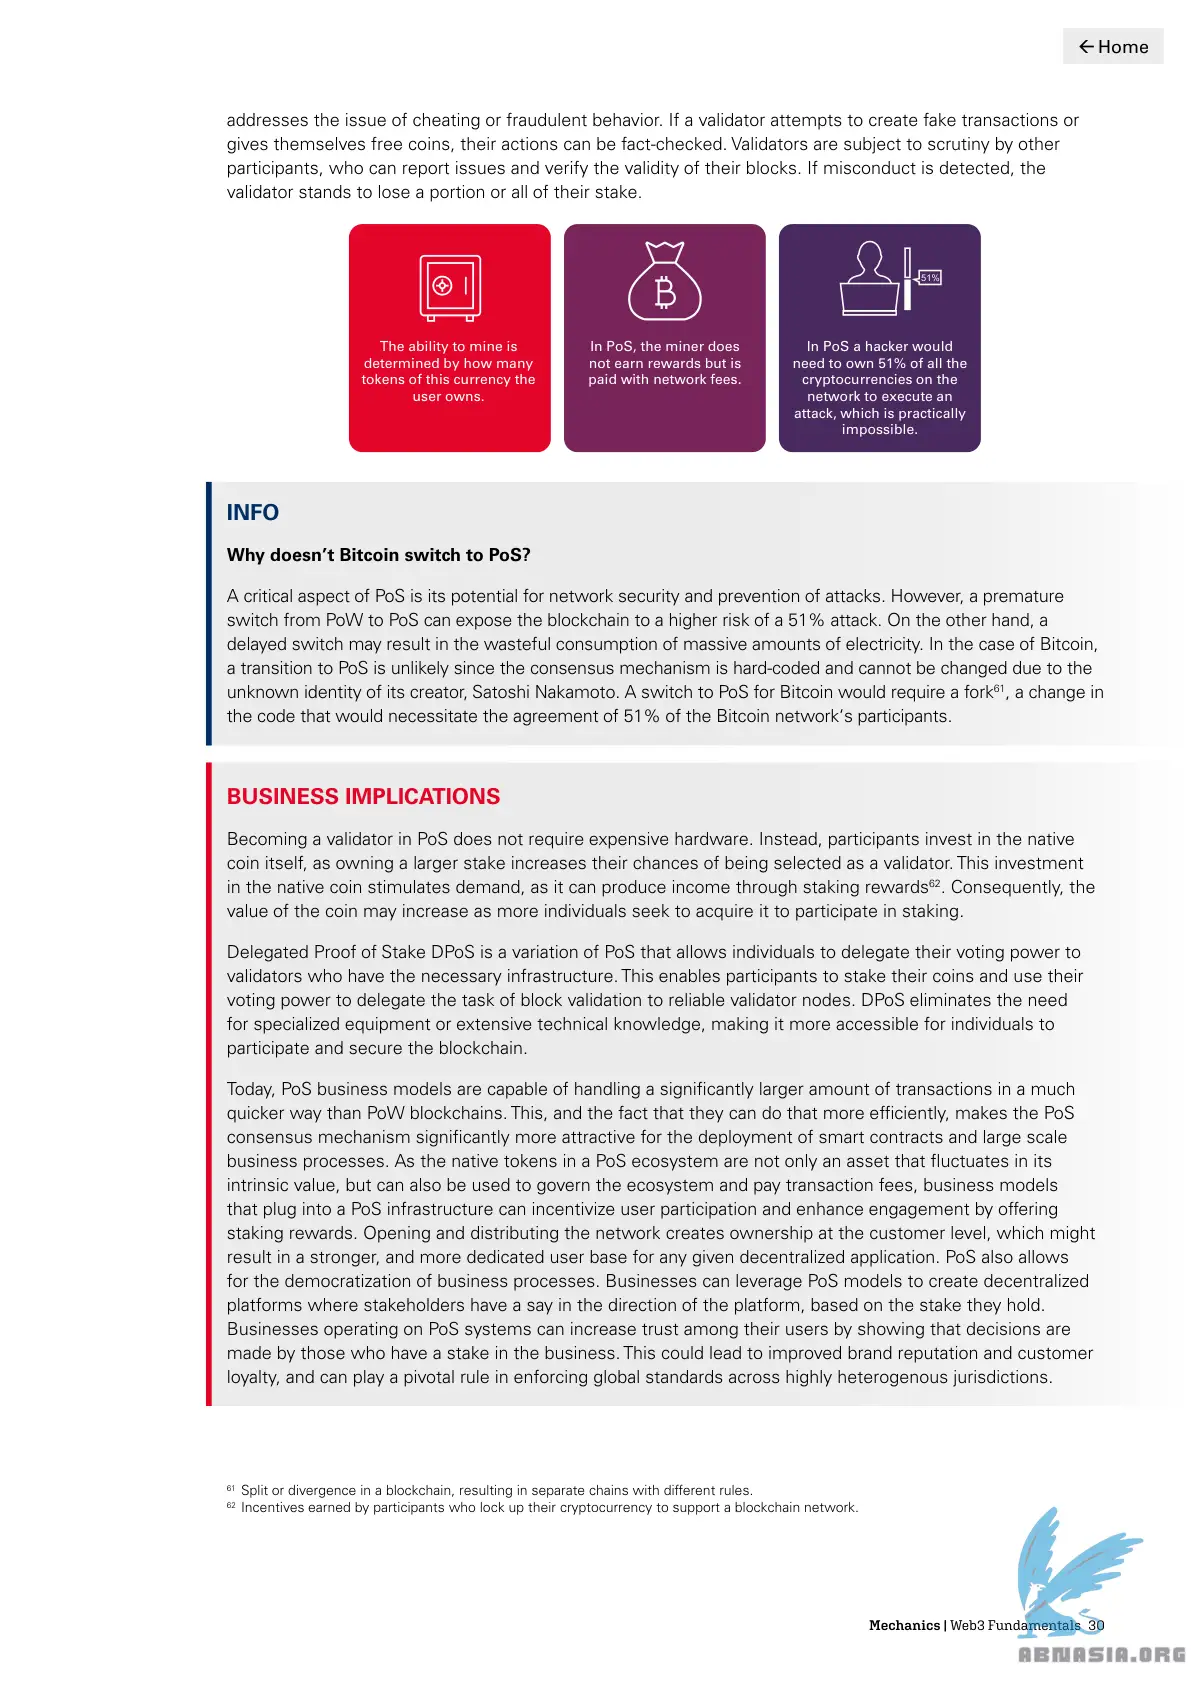 ← Home
addresses the issue of cheating or fraudulent behavior. If a validator attempts to create fake transactions or
gives themselves free coins, their actions can be fact-checked. Validators are subject to scrutiny by other
participants, who can report issues and verify the validity of their blocks. If misconduct is detected, the
validator stands to lose a portion or all of their stake.
The ability to mine is
determined by how many
tokens of this currency the
user owns.
In PoS, the miner does
not earn rewards but is
paid with network fees.
51%
In PoS a hacker would
need to own 51% of all the
cryptocurrencies on the
network to execute an
attack, which is practically
impossible.
INFO
Why doesn’t Bitcoin switch to PoS?
A critical aspect of PoS is its potential for network security and prevention of attacks. However, a premature
switch from PoW to PoS can expose the blockchain to a higher risk of a 51% attack. On the other hand, a
delayed switch may result in the wasteful consumption of massive amounts of electricity. In the case of Bitcoin,
a transition to PoS is unlikely since the consensus mechanism is hard-coded and cannot be changed due to the
unknown identity of its creator, Satoshi Nakamoto. A switch to PoS for Bitcoin would require a fork⁶¹, a change in
the code that would necessitate the agreement of 51% of the Bitcoin network’s participants.
BUSINESS IMPLICATIONS
Becoming a validator in PoS does not require expensive hardware. Instead, participants invest in the native
coin itself, as owning a larger stake increases their chances of being selected as a validator. This investment
in the native coin stimulates demand, as it can produce income through staking rewards⁶². Consequently, the
value of the coin may increase as more individuals seek to acquire it to participate in staking.
Delegated Proof of Stake DPoS is a variation of PoS that allows individuals to delegate their voting power to
validators who have the necessary infrastructure. This enables participants to stake their coins and use their
voting power to delegate the task of block validation to reliable validator nodes. DPoS eliminates the need
for specialized equipment or extensive technical knowledge, making it more accessible for individuals to
participate and secure the blockchain.
Today, PoS business models are capable of handling a significantly larger amount of transactions in a much
quicker way than PoW blockchains. This, and the fact that they can do that more efficiently, makes the PoS
consensus mechanism significantly more attractive for the deployment of smart contracts and large scale
business processes. As the native tokens in a PoS ecosystem are not only an asset that fluctuates in its
intrinsic value, but can also be used to govern the ecosystem and pay transaction fees, business models
that plug into a PoS infrastructure can incentivize user participation and enhance engagement by offering
staking rewards. Opening and distributing the network creates ownership at the customer level, which might
result in a stronger, and more dedicated user base for any given decentralized application. PoS also allows
for the democratization of business processes. Businesses can leverage PoS models to create decentralized
platforms where stakeholders have a say in the direction of the platform, based on the stake they hold.
Businesses operating on PoS systems can increase trust among their users by showing that decisions are
made by those who have a stake in the business. This could lead to improved brand reputation and customer
loyalty, and can play a pivotal rule in enforcing global standards across highly heterogenous jurisdictions.
⁶¹ Split or divergence in a blockchain, resulting in separate chains with different rules.
⁶² Incentives earned by participants who lock up their cryptocurrency to support a blockchain network.
Mechanics | Web3 Fundamentals 30
ABNASIA.ORG